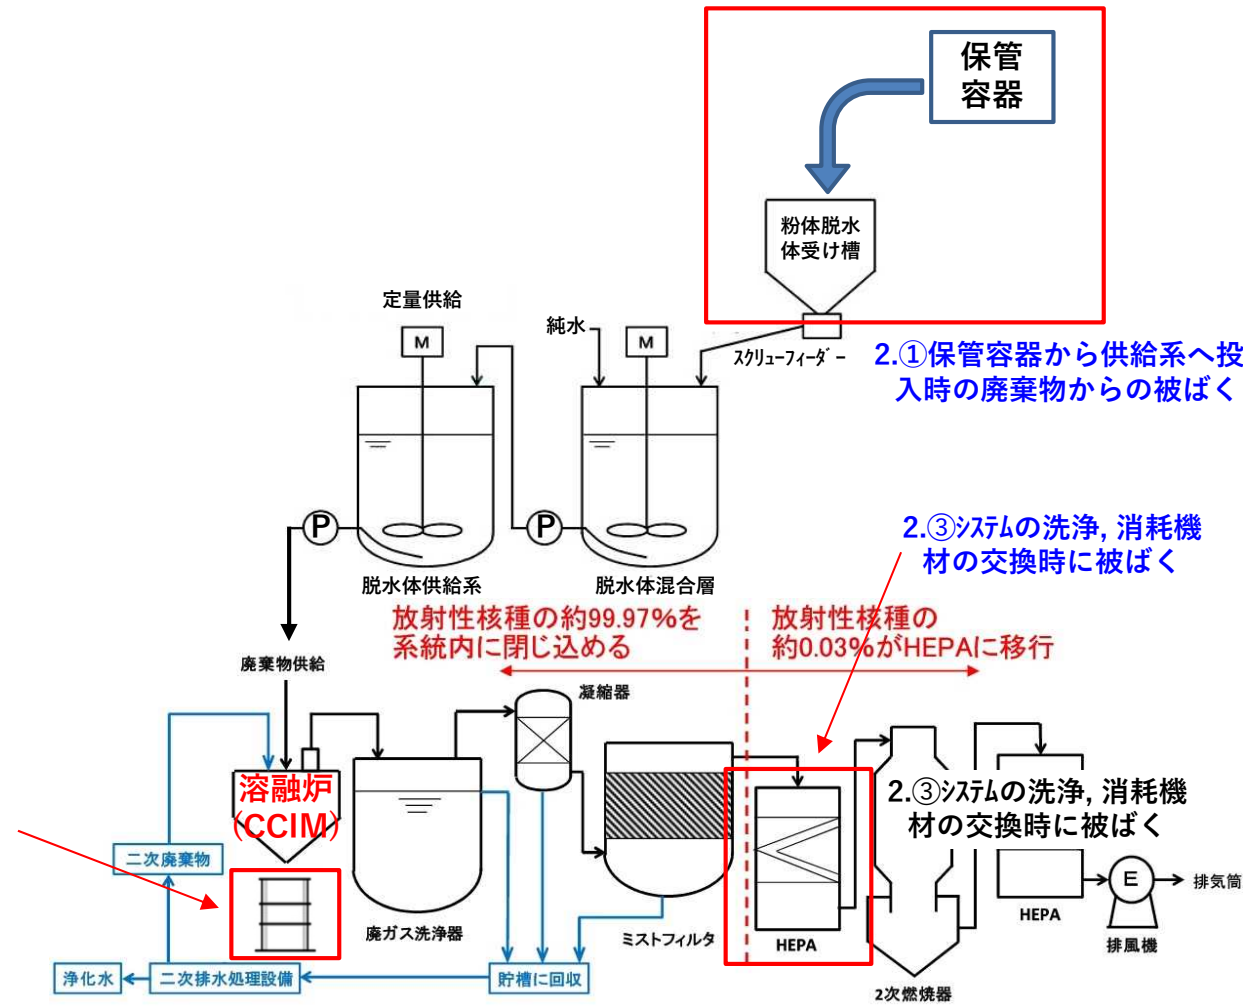 保管
容器
粉体脱水
体受け槽
定量供給
M
純水
M
スクリューフィーダー
2.①保管容器から供給系へ投
入時の廃棄物からの被ばく
P
P
2.③システムの洗浄, 消耗機
材の交換時に被ばく
脱水体供給系
脱水体混合層
放射性核種の約99.97%を
系統内に閉じ込める
放射性核種の
約0.03%がHEPAに移行
廃棄物供給
凝縮器
溶融炉
(CCIM)
2.③システムの洗浄, 消耗機
材の交換時に被ばく
二次廃棄物
E
排気筒
廃ガス洗浄器
ミストフィルタ
HEPA
HEPA
排風機
浄化水
二次排水処理設備
貯槽に回収
2次燃焼器